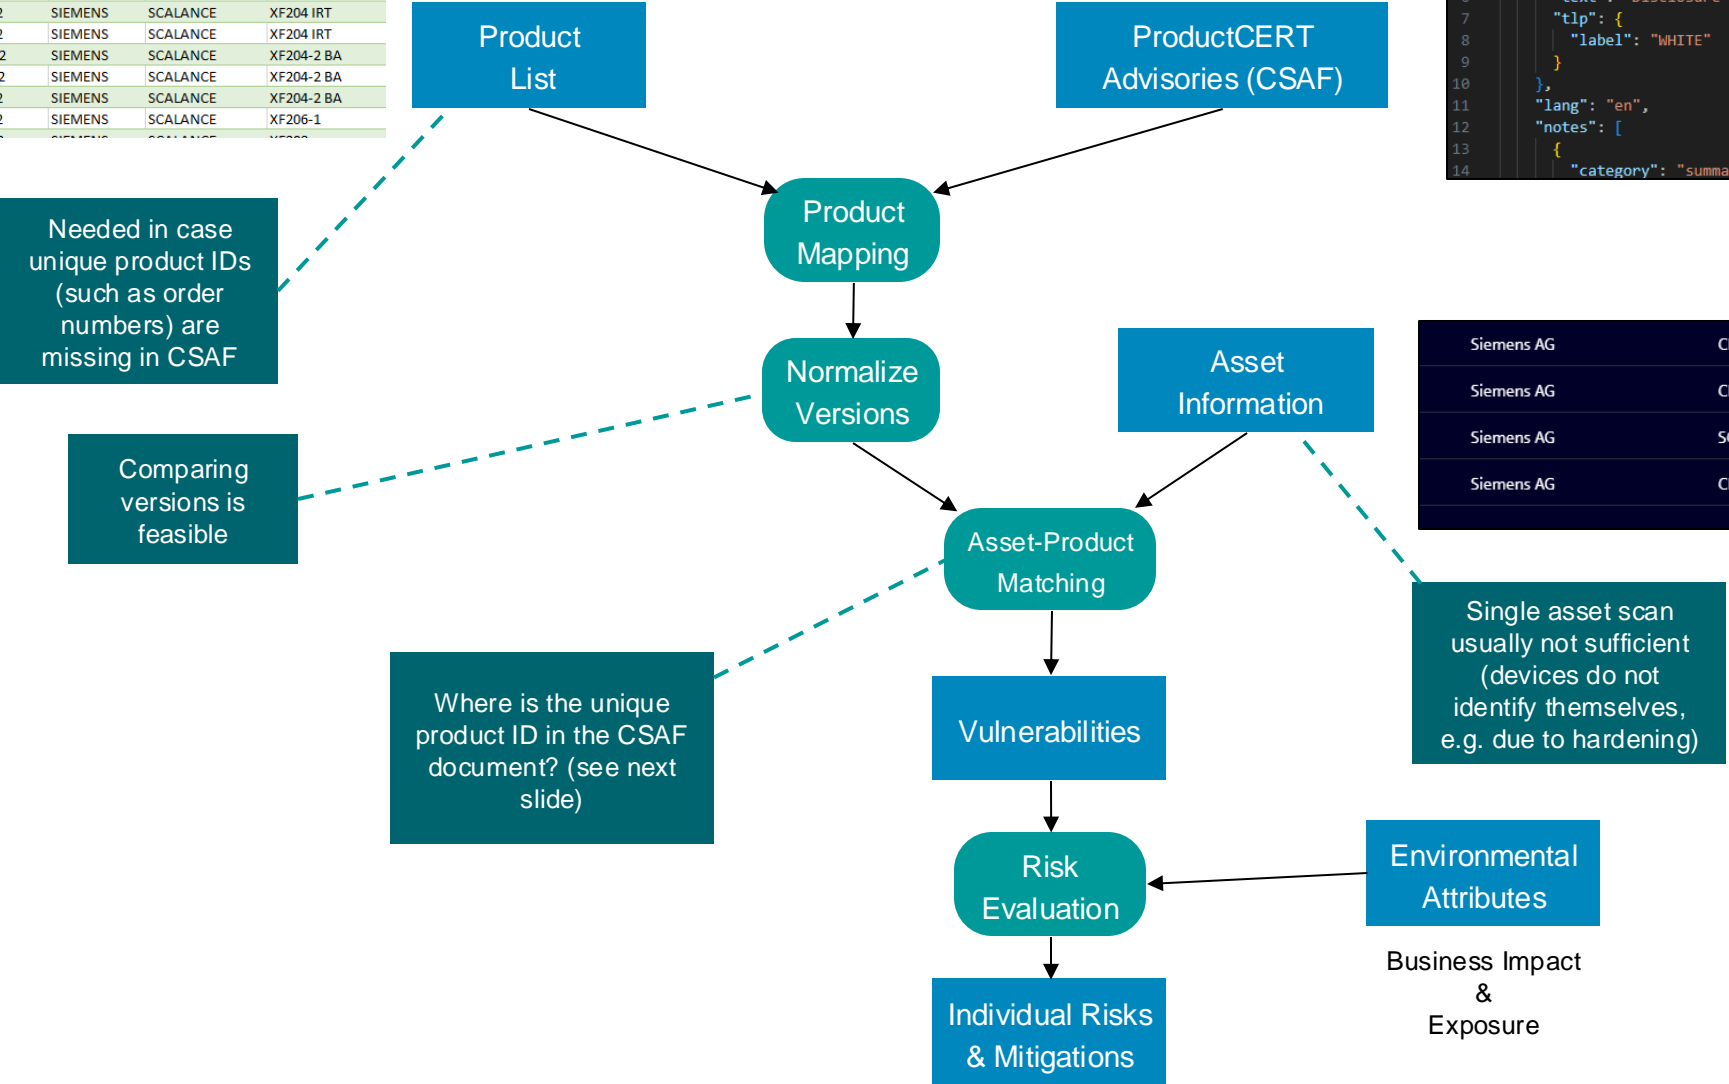 2 SIEMENS SCALANCE XF204 IRT
2 SIEMENS SCALANCE XF204 IRT
2 SIEMENS SCALANCE XF204-2 BA
2 SIEMENS SCALANCE XF204-2 BA
2 SIEMENS SCALANCE XF204-2 BA
2 SIEMENS SCALANCE XF206-1
Product
List
ProductCERT
Advisories (CSAF)
7 "tlp": {
8 "label": "WHITE"
9 }
10 },
11 "lang": "en",
12 "notes": [
13 {
14 "category": "summa
Product
Mapping
Needed in case
unique product IDs
(such as order
numbers) are
missing in CSAF
Normalize
Versions
Asset
Information
Siemens AG
Siemens AG
Siemens AG
Siemens AG
Comparing
versions is
feasible
Asset-Product
Matching
Single asset scan
usually not sufficient
(devices do not
identify themselves,
e.g. due to hardening)
Where is the unique
product ID in the CSAF
document? (see next
slide)
Vulnerabilities
Risk
Evaluation
Environmental
Attributes
Business Impact
&
Exposure
Individual Risks
& Mitigations